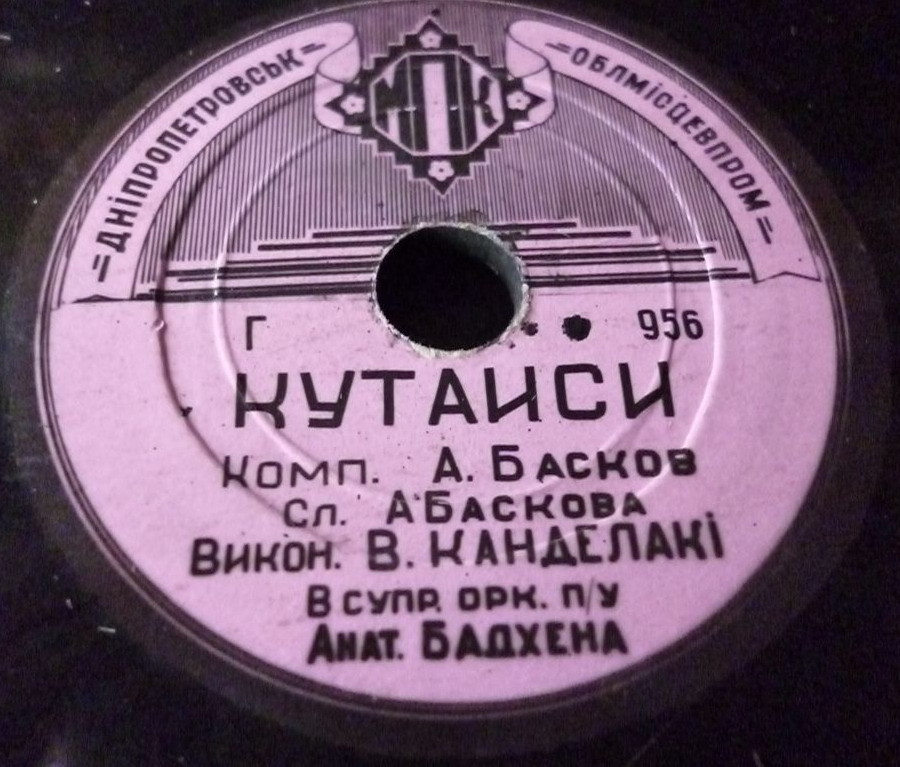 =ДНІПРОПЕТРОВСЬК=
МПК
=ОБЛМІСЦЕВПРОМ=
Г 956
КУТАИСИ
Комп. А. Басков
Сл. А Баскова
Викон. В. Канделакі
В супр. орк. п/у
Анат. Бадхена